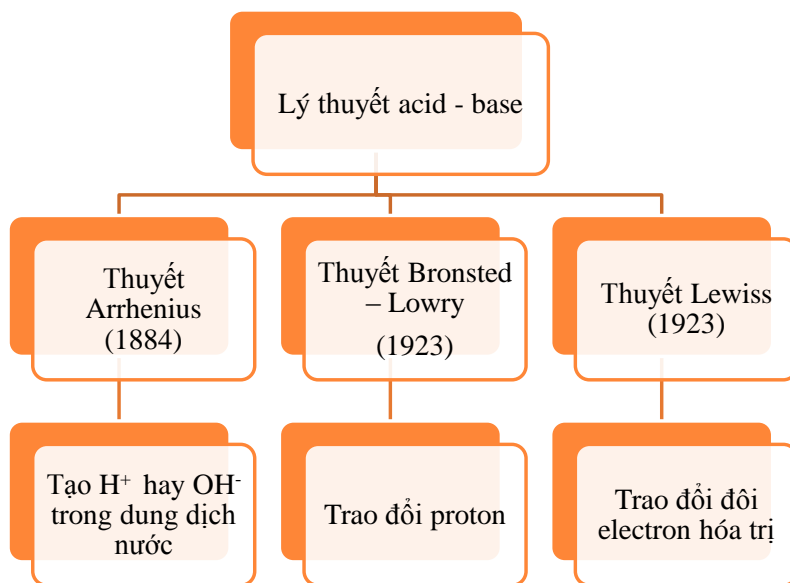 Lý thuyết acid - base
Thuyết
Arrhenius
(1884)
Thuyết Bronsted
– Lowry
(1923)
Thuyết Lewiss
(1923)
Tạo H⁺ hay OH⁻
trong dung dịch
nước
Trao đổi proton
Trao đổi đôi
electron hóa trị